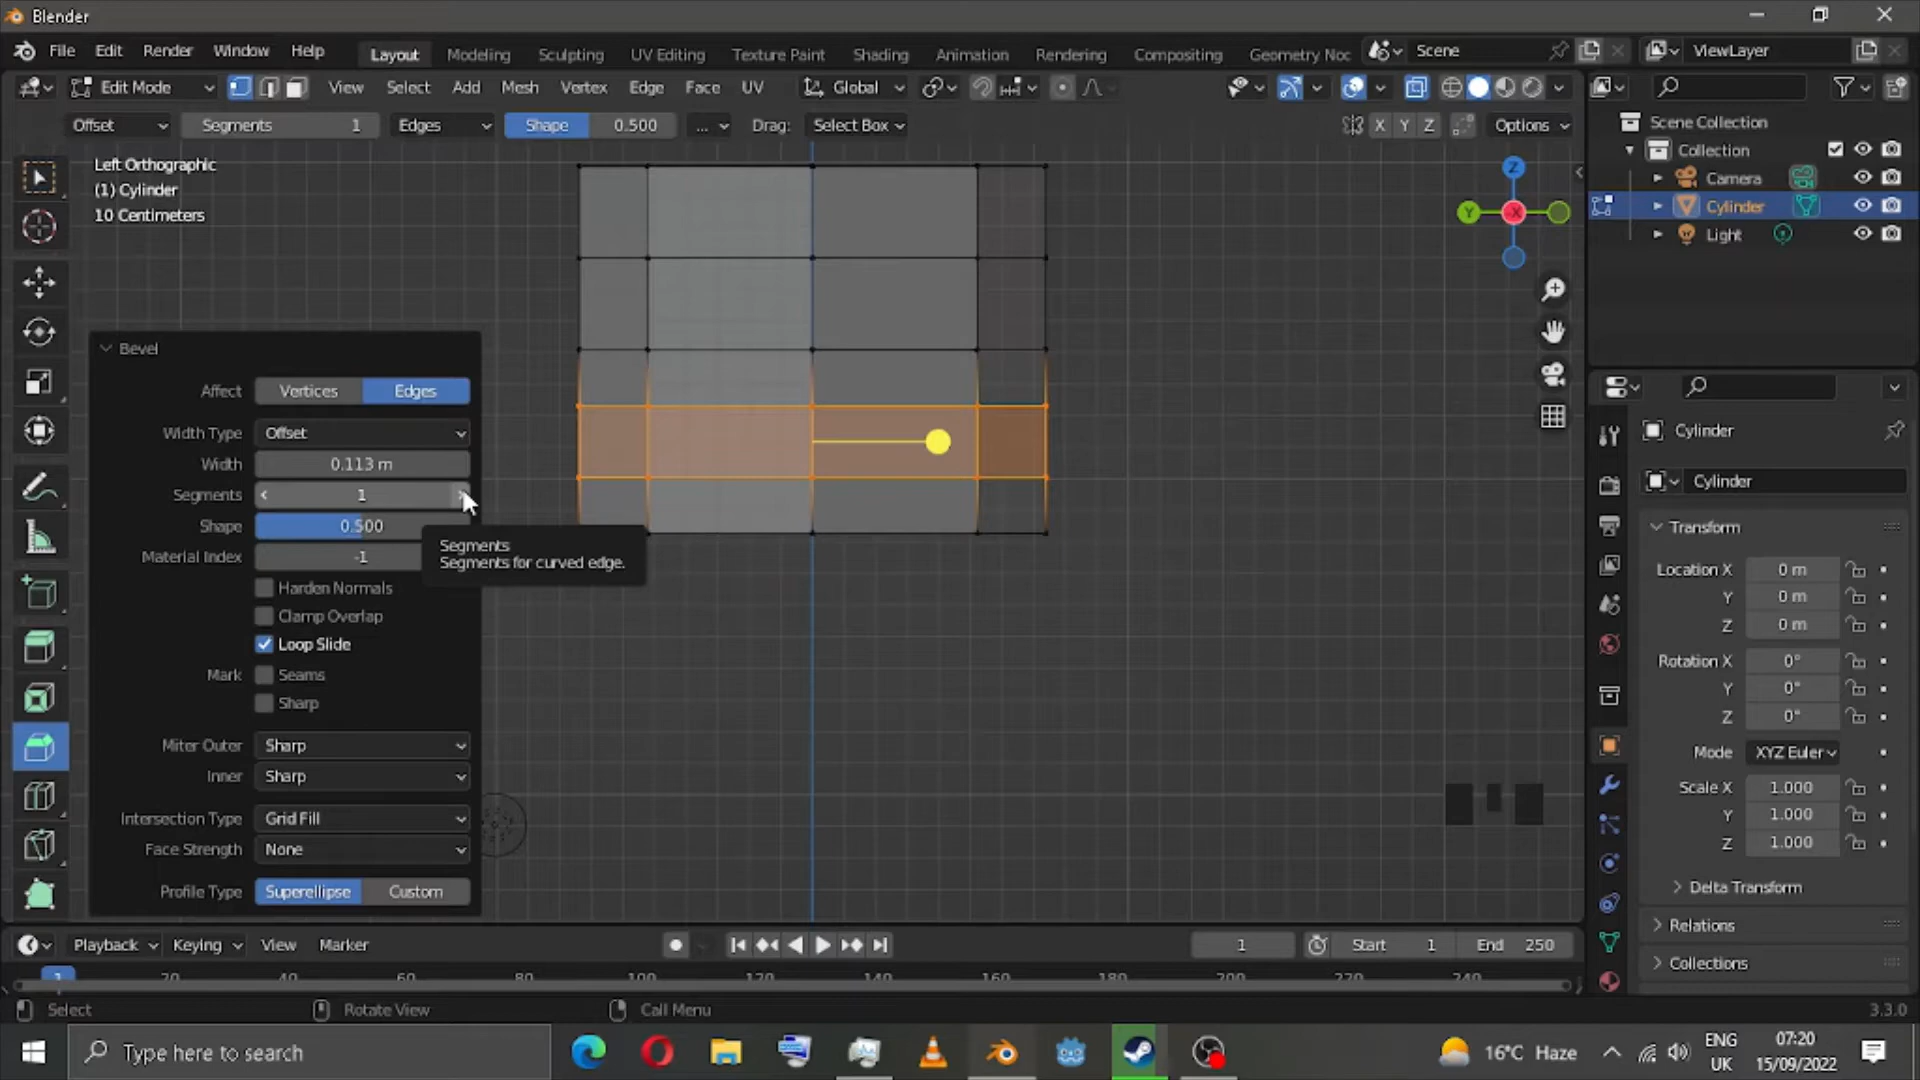 Blender
File Edit Render Window Help Layout Modeling Sculpting UV Editing Texture Paint Shading Animation Rendering Compositing Geometry Noc Scene ViewLayer
Edit Mode View Select Add Mesh Vertex Edge Face UV Global
Offset Segments 1 Edges Shape 0.500 ... Drag: Select Box X Y Z Options
Left Orthographic
(1) Cylinder
10 Centimeters
Z
Y
X
Scene Collection
Collection
Camera
Cylinder
Light
Bevel
Affect Vertices Edges
Width Type Offset
Width 0.113 m
Segments 1
Shape 0.500
Material Index -1
Harden Normals
Clamp Overlap
Loop Slide
Mark Seams
Sharp
Miter Outer Sharp
Inner Sharp
Intersection Type Grid Fill
Face Strength None
Profile Type Superellipse Custom
Segments
Segments for curved edge.
Cylinder
Cylinder
Transform
Location X 0 m
Y 0 m
Z 0 m
Rotation X 0°
Y 0°
Z 0°
Mode XYZ Euler
Scale X 1.000
Y 1.000
Z 1.000
Delta Transform
Relations
Collections
Playback Keying View Marker 1 Start 1 End 250
1 20 40 60 80 100 120 140 160 180 200 220 240
Select Rotate View Call Menu 3.3.0
Type here to search 16°C Haze ENG UK 07:20 15/09/2022